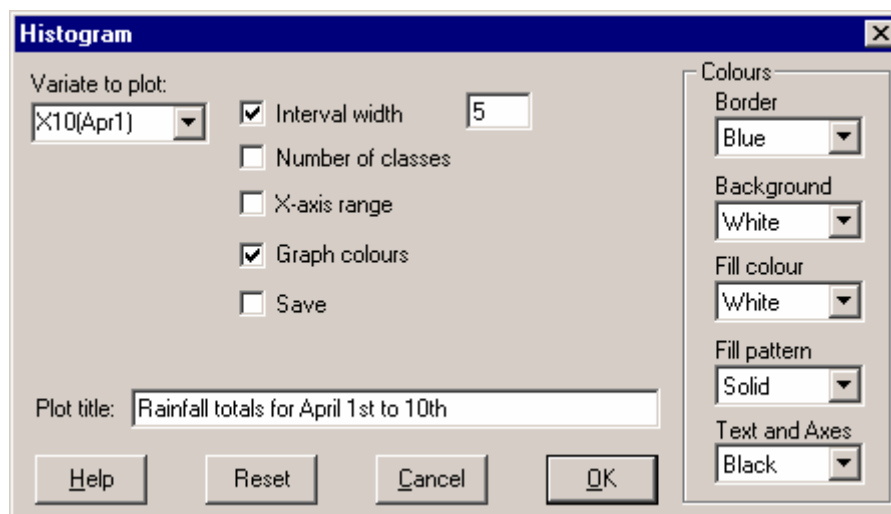 Histogram
Variate to plot:
X10(Apr1)
Interval width
5
Number of classes
X-axis range
Graph colours
Save
Colours
Border
Blue
Background
White
Fill colour
White
Fill pattern
Solid
Text and Axes
Black
Plot title:
Rainfall totals for April 1st to 10th
Help
Reset
Cancel
OK